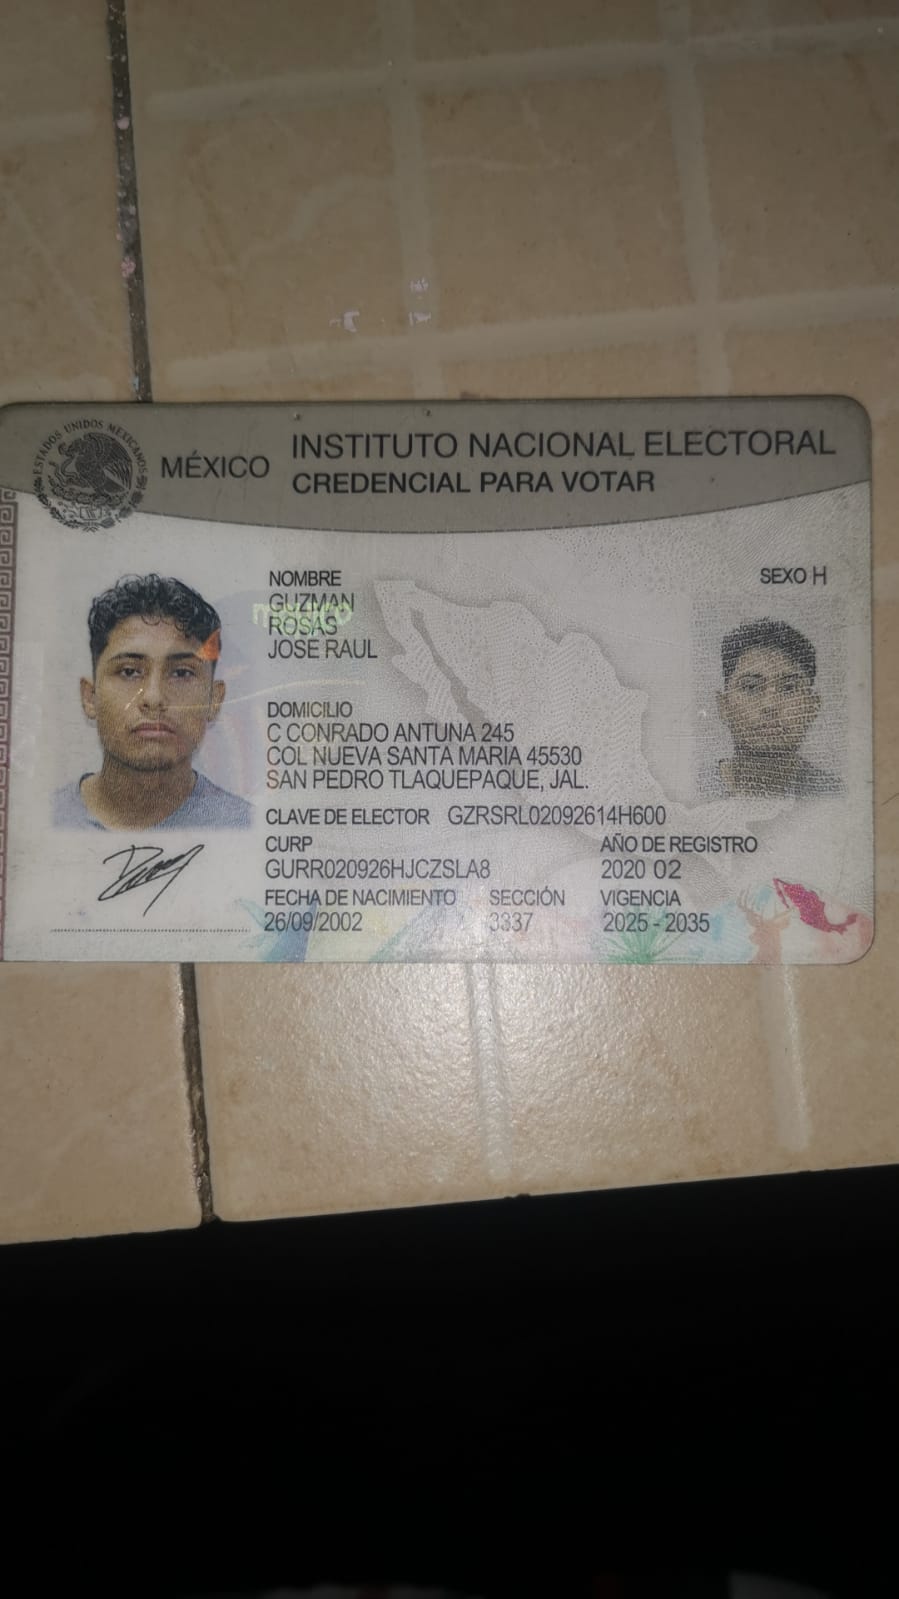 ESTADOS UNIDOS MEXICANOS
MÉXICO
INSTITUTO NACIONAL ELECTORAL
CREDENCIAL PARA VOTAR
NOMBRE
GUZMAN
ROSAS
JOSE RAUL
SEXO H
DOMICILIO
C CONRADO ANTUNA 245
COL NUEVA SANTA MARIA 45530
SAN PEDRO TLAQUEPAQUE, JAL.
CLAVE DE ELECTOR GZRSRL02092614H600
CURP
GURR020926HJCZSLA8
AÑO DE REGISTRO
2020 02
FECHA DE NACIMIENTO
26/09/2002
SECCIÓN
3337
VIGENCIA
2025 - 2035